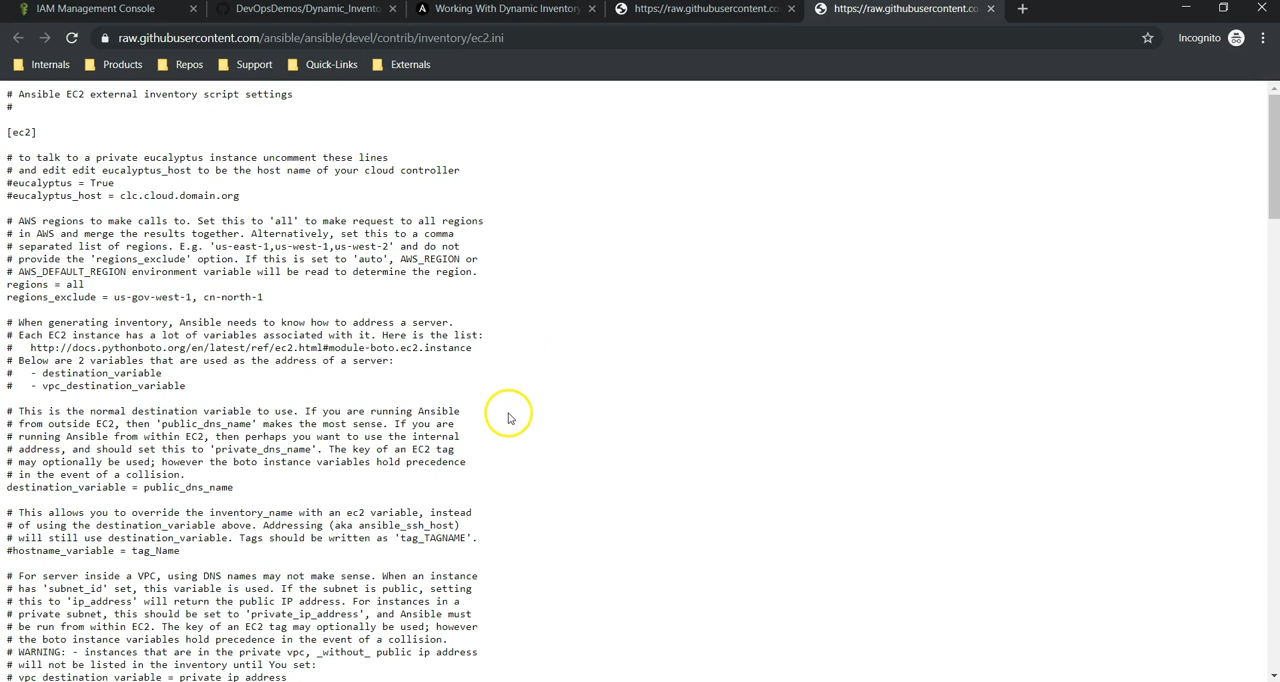 IAM Management Console
DevOpsDemos/Dynamic_Invento
Working With Dynamic Inventory
https://raw.githubusercontent.co
https://raw.githubusercontent.co
raw.githubusercontent.com/ansible/ansible/devel/contrib/inventory/ec2.ini
Incognito
Internals
Products
Repos
Support
Quick-Links
Externals
# Ansible EC2 external inventory script settings
#
[ec2]
# to talk to a private eucalyptus instance uncomment these lines
# and edit edit eucalyptus_host to be the host name of your cloud controller
#eucalyptus = True
#eucalyptus_host = clc.cloud.domain.org
# AWS regions to make calls to. Set this to 'all' to make request to all regions
# in AWS and merge the results together. Alternatively, set this to a comma
# separated list of regions. E.g. 'us-east-1,us-west-1,us-west-2' and do not
# provide the 'regions_exclude' option. If this is set to 'auto', AWS_REGION or
# AWS_DEFAULT_REGION environment variable will be read to determine the region.
regions = all
regions_exclude = us-gov-west-1, cn-north-1
# When generating inventory, Ansible needs to know how to address a server.
# Each EC2 instance has a lot of variables associated with it. Here is the list:
#   http://docs.pythonboto.org/en/latest/ref/ec2.html#module-boto.ec2.instance
# Below are 2 variables that are used as the address of a server:
#   - destination_variable
#   - vpc_destination_variable
# This is the normal destination variable to use. If you are running Ansible
# from outside EC2, then 'public_dns_name' makes the most sense. If you are
# running Ansible from within EC2, then perhaps you want to use the internal
# address, and should set this to 'private_dns_name'. The key of an EC2 tag
# may optionally be used; however the boto instance variables hold precedence
# in the event of a collision.
destination_variable = public_dns_name
# This allows you to override the inventory_name with an ec2 variable, instead
# of using the destination_variable above. Addressing (aka ansible_ssh_host)
# will still use destination_variable. Tags should be written as 'tag_TAGNAME'.
#hostname_variable = tag_Name
# For server inside a VPC, using DNS names may not make sense. When an instance
# has 'subnet_id' set, this variable is used. If the subnet is public, setting
# this to 'ip_address' will return the public IP address. For instances in a
# private subnet, this should be set to 'private_ip_address', and Ansible must
# be run from within EC2. The key of an EC2 tag may optionally be used; however
# the boto instance variables hold precedence in the event of a collision.
# WARNING: - instances that are in the private vpc, _without_ public ip address
# will not be listed in the inventory until You set:
# vpc_destination_variable = private_ip_address